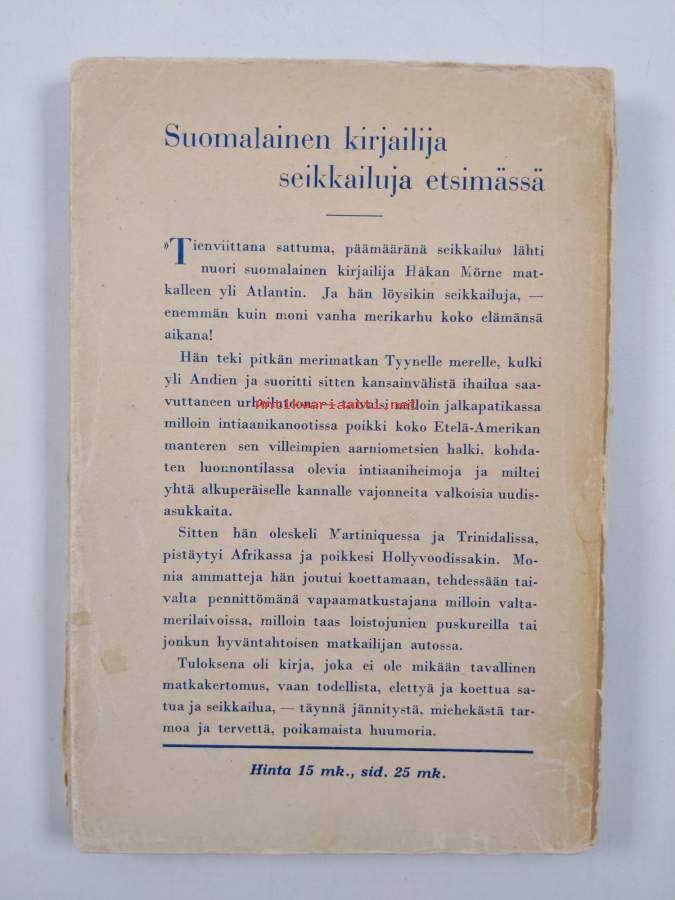 Suomalainen kirjailija
seikkailuja etsimässä
»Tienviittana sattuma, päämääränä seikkailu» lähti
nuori suomalainen kirjailija Håkan Mörne mat-
kalleen yli Atlantin. Ja hän löysikin seikkailuja, —
enemmän kuin moni vanha merikarhu koko elämänsä
aikana!
Hän teki pitkän merimatkan Tyynelle merelle, kulki
yli Andien ja suoritti sitten kansainvälistä ihailua saa-
vuttaneen urheiluteon, — taivalsi milloin jalkapatikassa
Antikvariaatti.net
milloin intiaanikanootissa poikki koko Etelä-Amerikan
manteren sen villeimpien aarniometsien halki, kohda-
ten luonnontilassa olevia intiaaniheimoja ja miltei
yhtä alkuperäiselle kannalle vajonneita valkoisia uudis-
asukkaita.
Sitten hän oleskeli Martiniquessa ja Trinidalissa,
pistäytyi Afrikassa ja poikkesi Hollyvoodissakin. Mo-
nia ammatteja hän joutui koettamaan, tehdessään tai-
valta pennittömänä vapaamatkustajana milloin valta-
merilaivoissa, milloin taas loistojunien puskureilla tai
jonkun hyväntahtoisen matkailijan autossa.
Tuloksena oli kirja, joka ei ole mikään tavallinen
matkakertomus, vaan todellista, elettyä ja koettua sa-
tua ja seikkailua, — täynnä jännitystä, miehekästä tar-
moa ja tervettä, poikamaista huumoria.
Hinta 15 mk., sid. 25 mk.